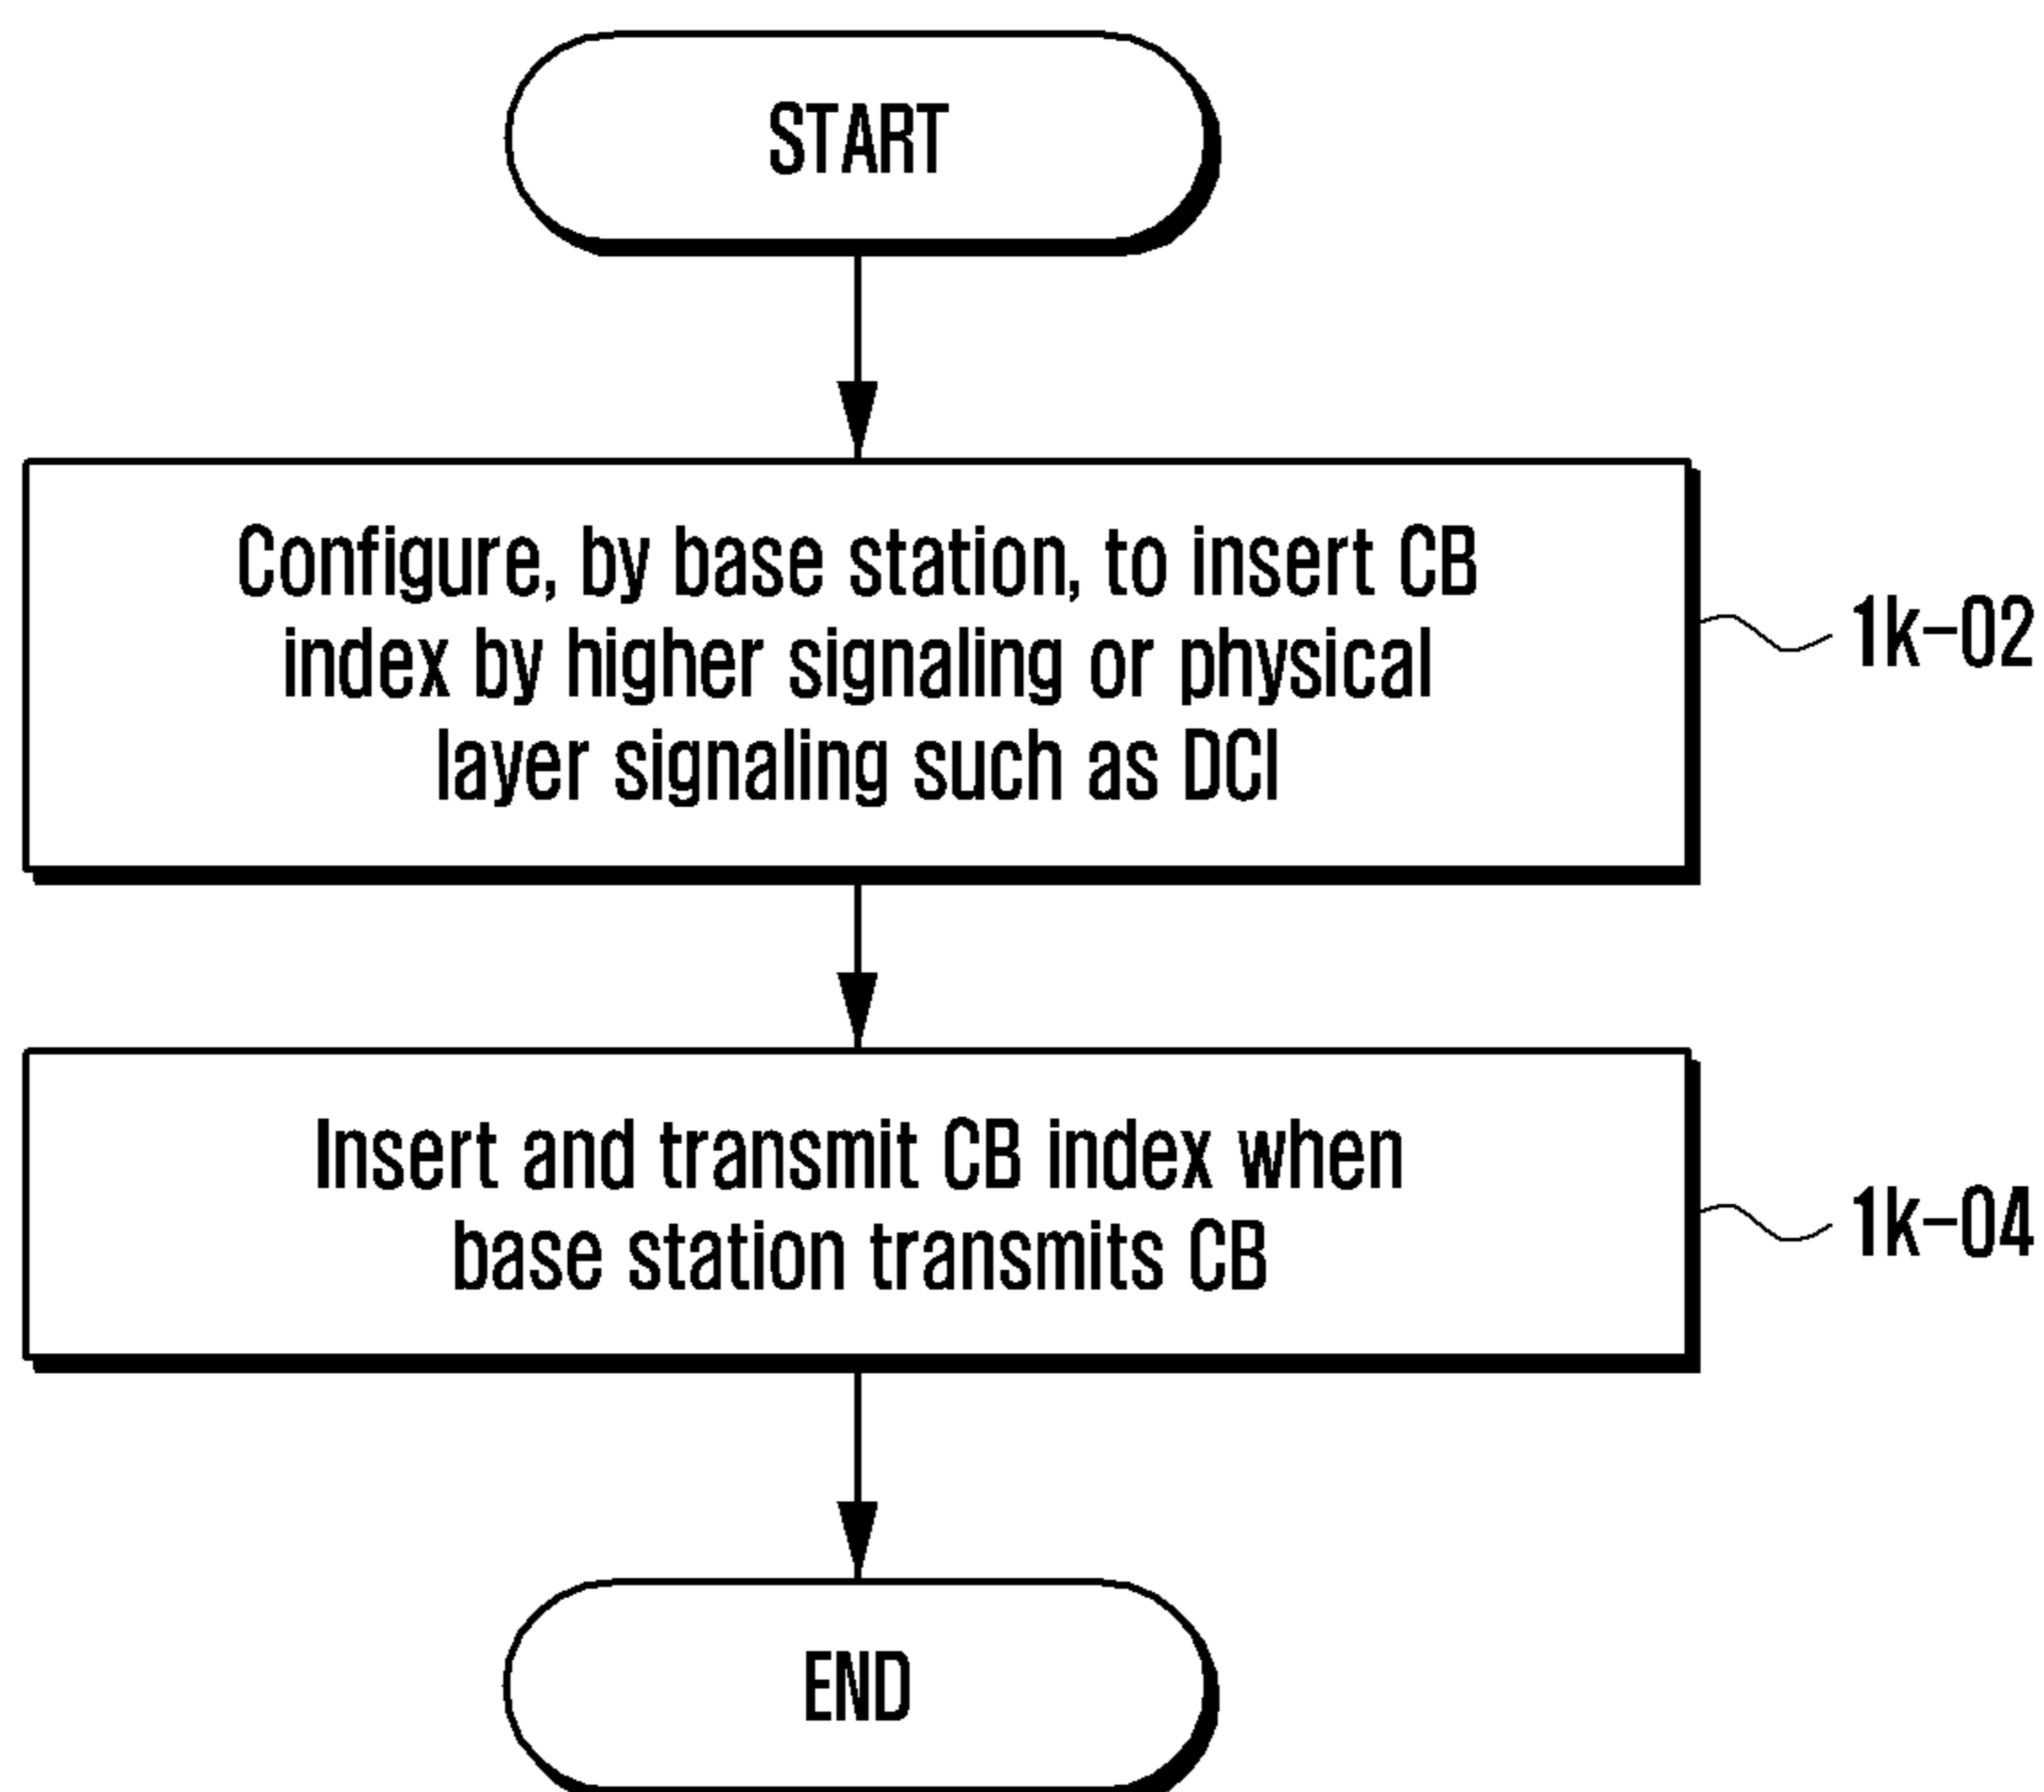 START
Configure, by base station, to insert CB
index by higher signaling or physical
layer signaling such as DCI
1k-02
Insert and transmit CB index when
base station transmits CB
1k-04
END